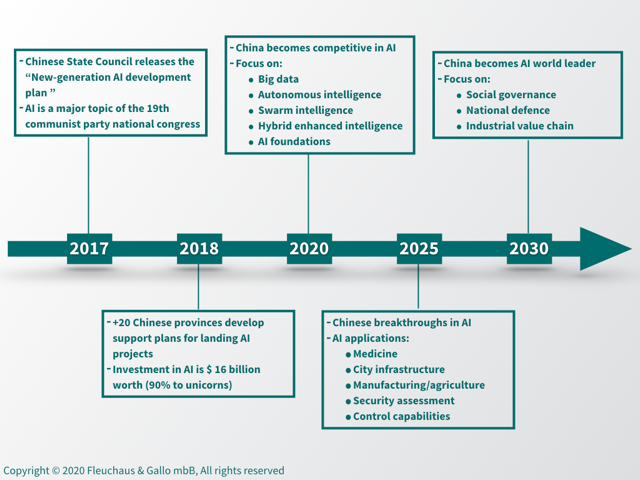 - Chinese State Council releases the
“New-generation AI development
plan ”
- AI is a major topic of the 19th
communist party national congress
- China becomes competitive in AI
- Focus on:
● Big data
● Autonomous intelligence
● Swarm intelligence
● Hybrid enhanced intelligence
● AI foundations
- China becomes AI world leader
- Focus on:
● Social governance
● National defence
● Industrial value chain
2017 2018 2020 2025 2030
- +20 Chinese provinces develop
support plans for landing AI
projects
- Investment in AI is $ 16 billion
worth (90% to unicorns)
- Chinese breakthroughs in AI
- AI applications:
● Medicine
● City infrastructure
● Manufacturing/agriculture
● Security assessment
● Control capabilities
Copyright © 2020 Fleuchaus & Gallo mbB, All rights reserved